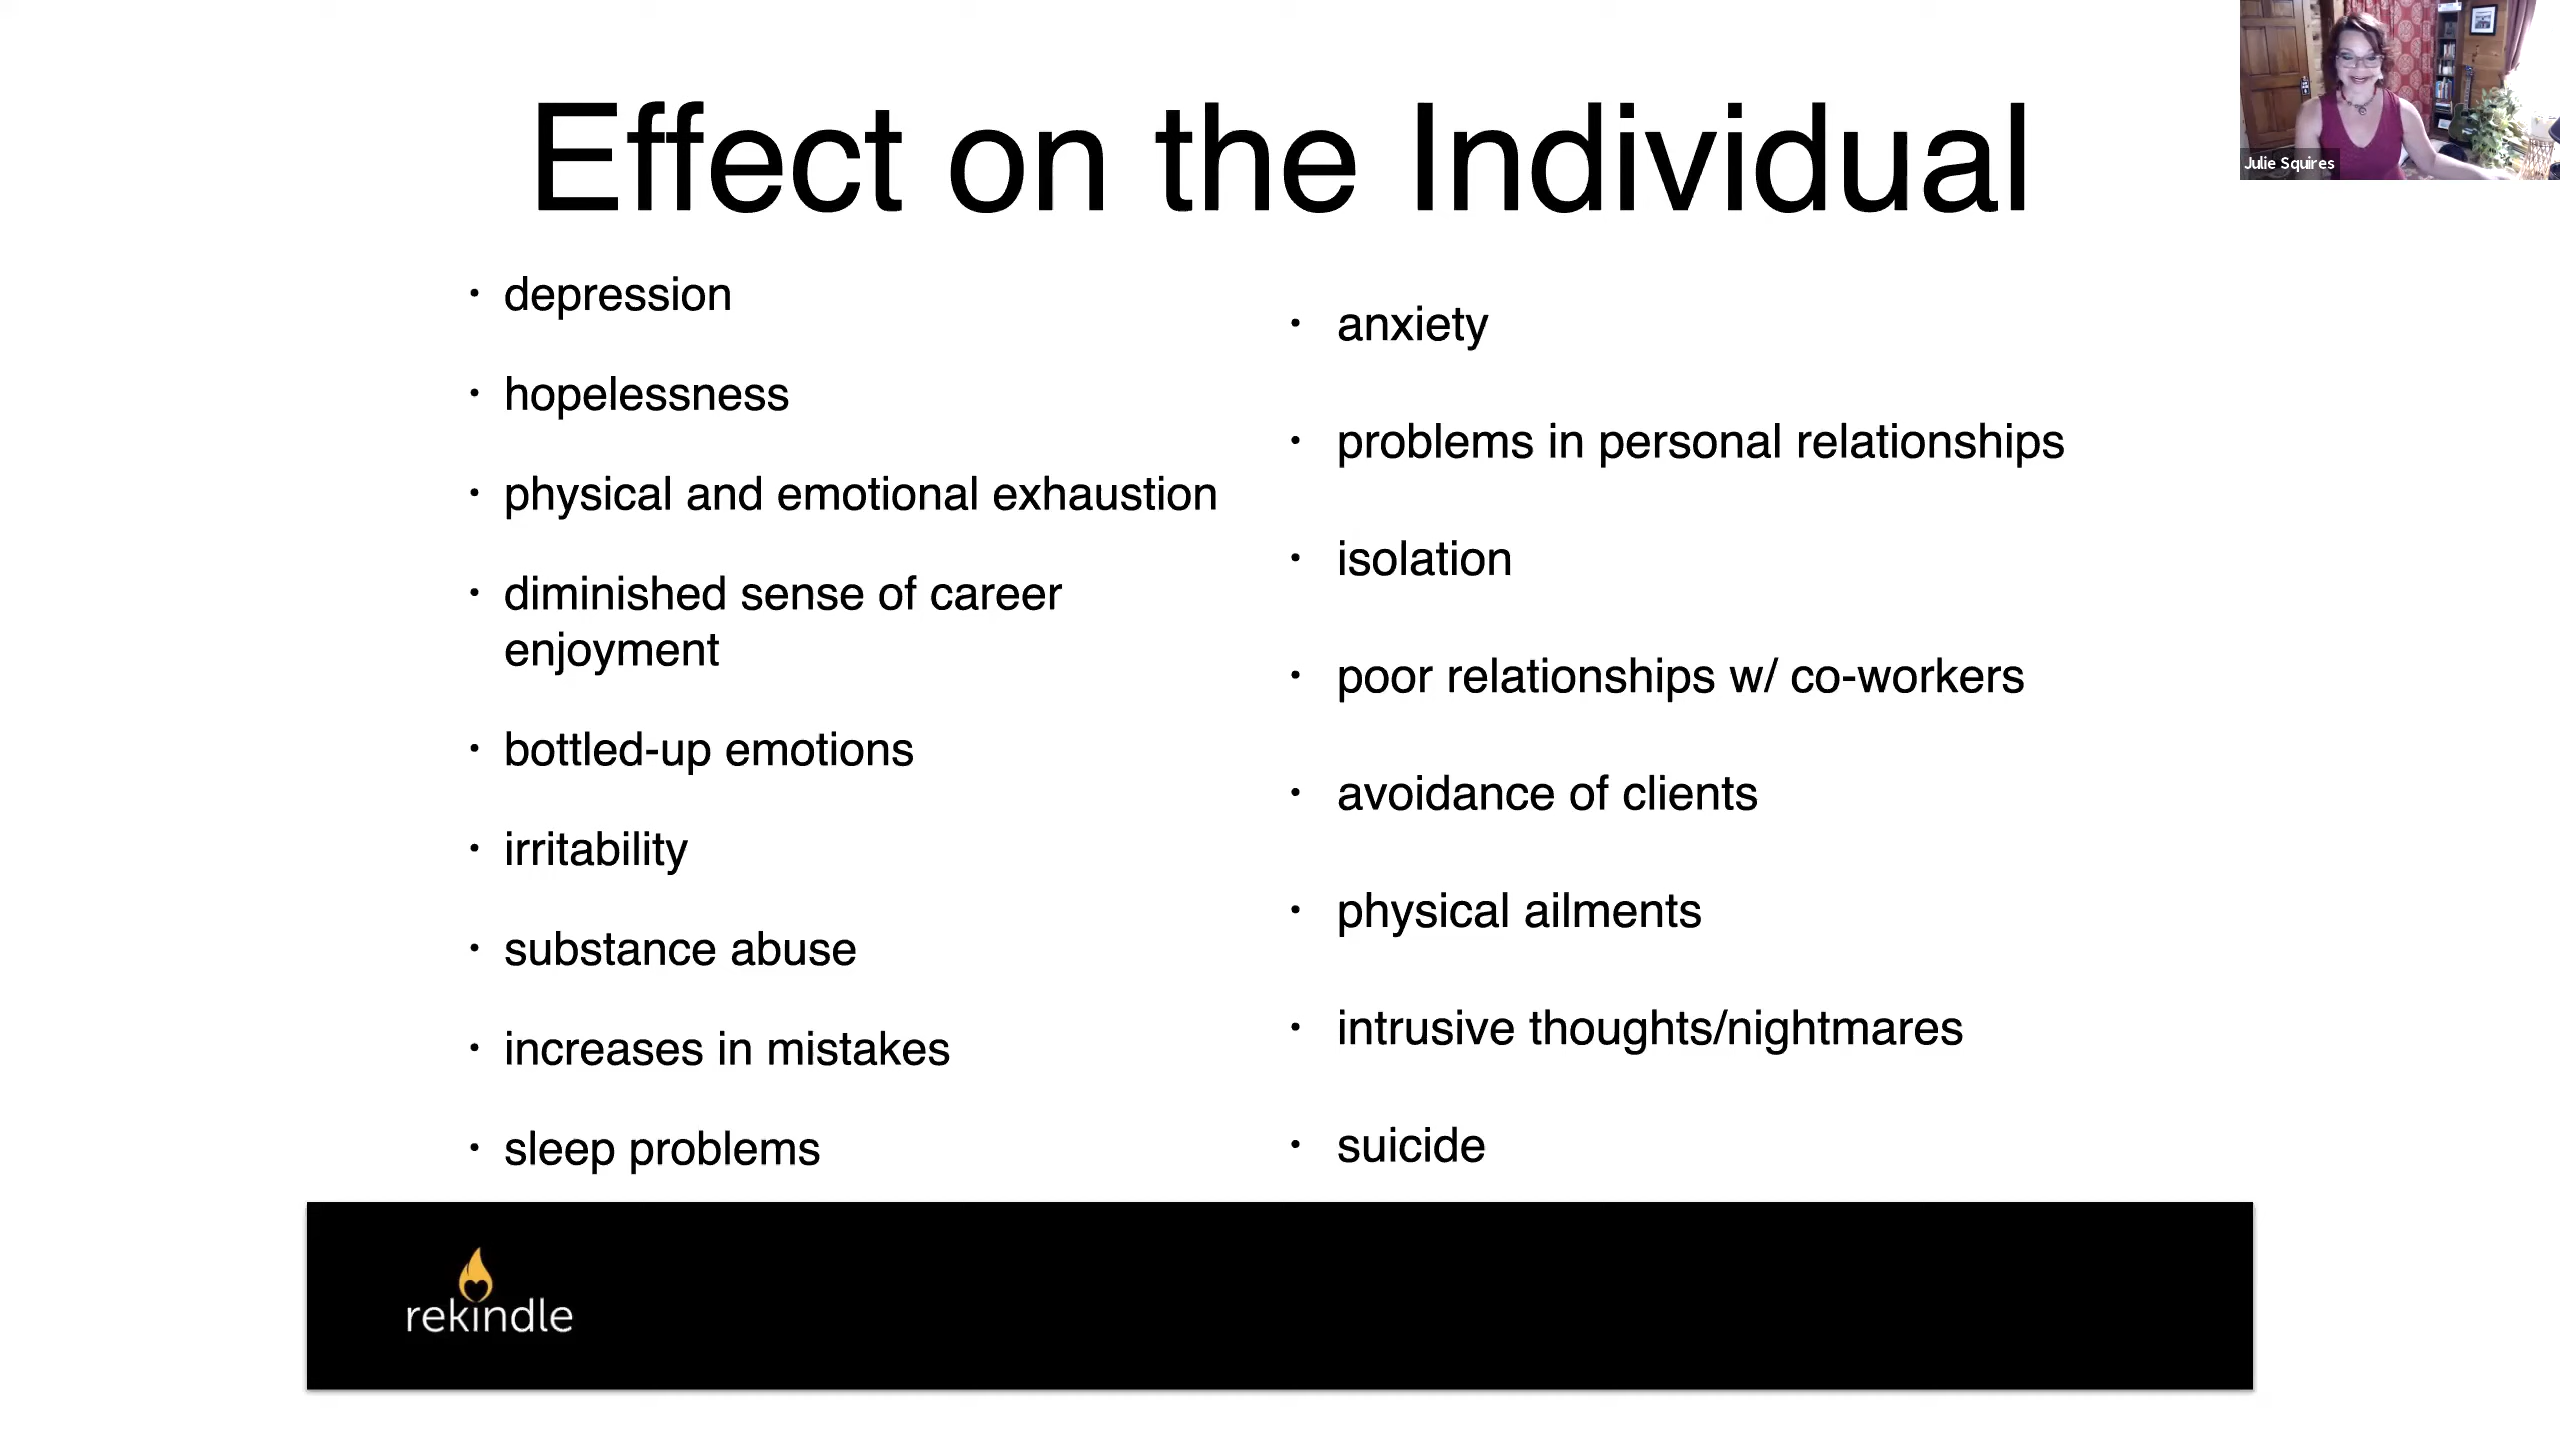 Effect on the Individual
Julie Squires
• depression
• hopelessness
• physical and emotional exhaustion
• diminished sense of career
enjoyment
• bottled-up emotions
• irritability
• substance abuse
• increases in mistakes
• sleep problems
• anxiety
• problems in personal relationships
• isolation
• poor relationships w/ co-workers
• avoidance of clients
• physical ailments
• intrusive thoughts/nightmares
• suicide
rekindle